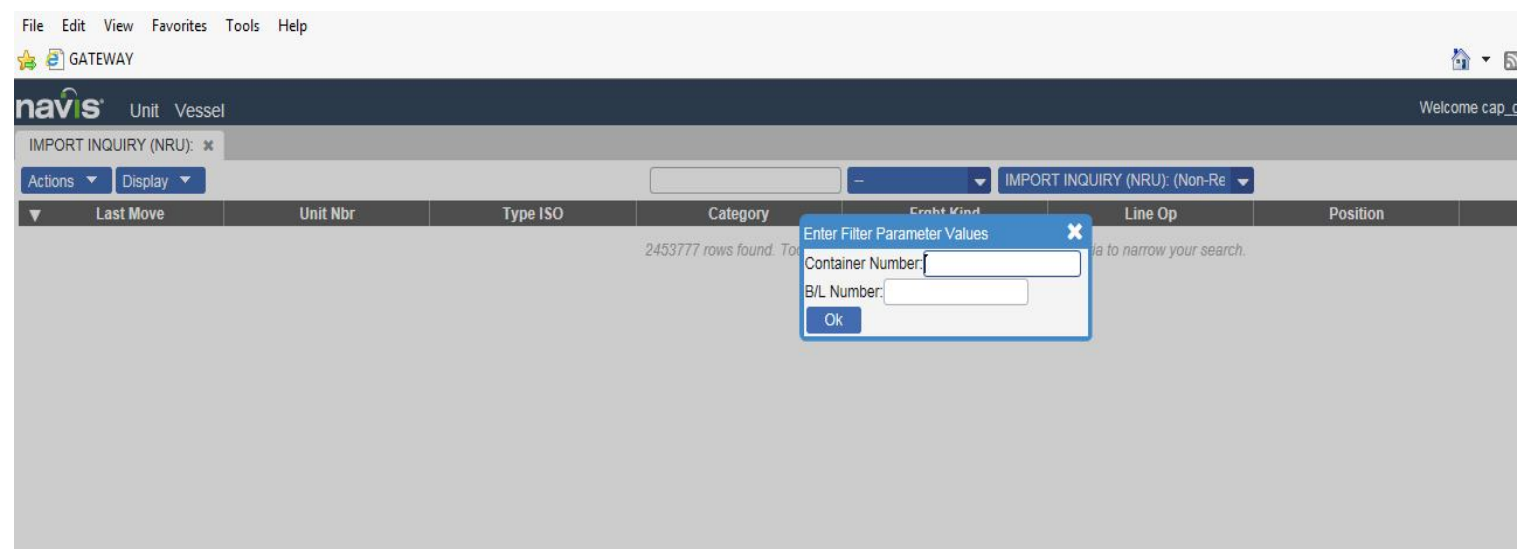 File Edit View Favorites Tools Help
GATEWAY
navis Unit Vessel Welcome cap_
IMPORT INQUIRY (NRU):
Actions Display – IMPORT INQUIRY (NRU): (Non-Re
Last Move Unit Nbr Type ISO Category Frght Kind Line Op Position
2453777 rows found. to narrow your search.
Enter Filter Parameter Values
Container Number:
B/L Number:
Ok